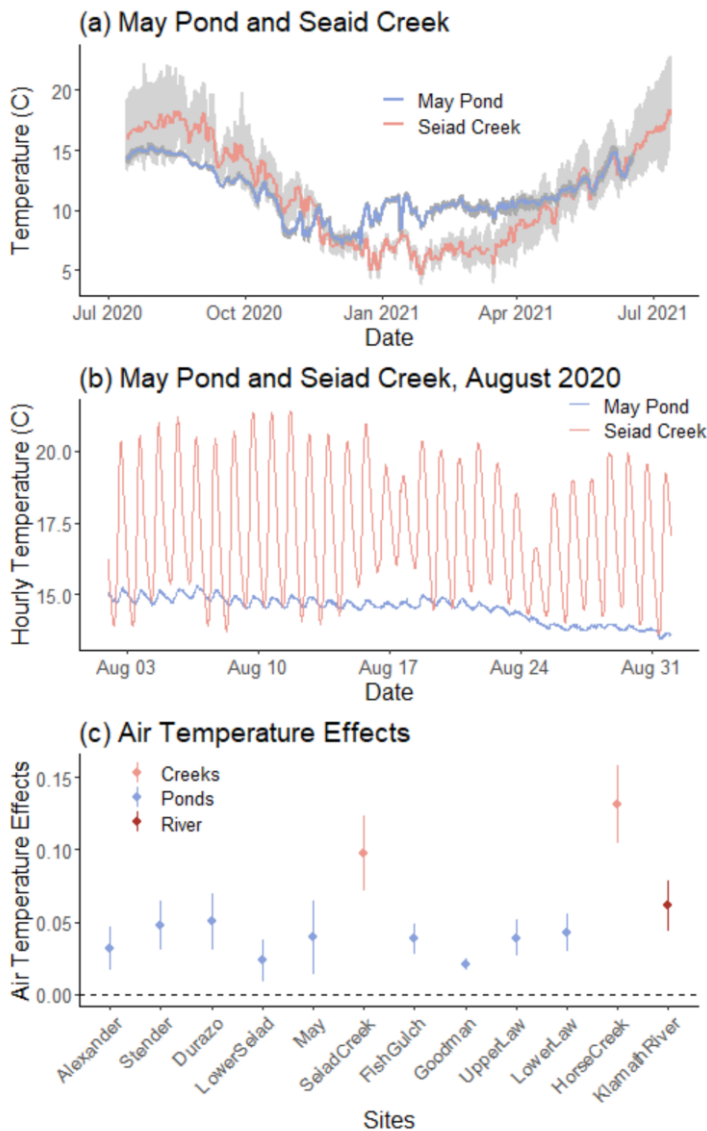 (a) May Pond and Seaid Creek
Temperature (C)
20
15
10
5
May Pond
Seiad Creek
Jul 2020
Oct 2020
Jan 2021
Apr 2021
Jul 2021
Date
(b) May Pond and Seiad Creek, August 2020
Hourly Temperature (C)
20.0
17.5
15.0
May Pond
Seiad Creek
Aug 03
Aug 10
Aug 17
Aug 24
Aug 31
Date
(c) Air Temperature Effects
Air Temperature Effects
0.15
0.10
0.05
0.00
Creeks
Ponds
River
Alexander
Stender
Durazo
LowerSeiad
May
SeiadCreek
FishGulch
Goodman
UpperLaw
LowerLaw
HorseCreek
KlamathRiver
Sites